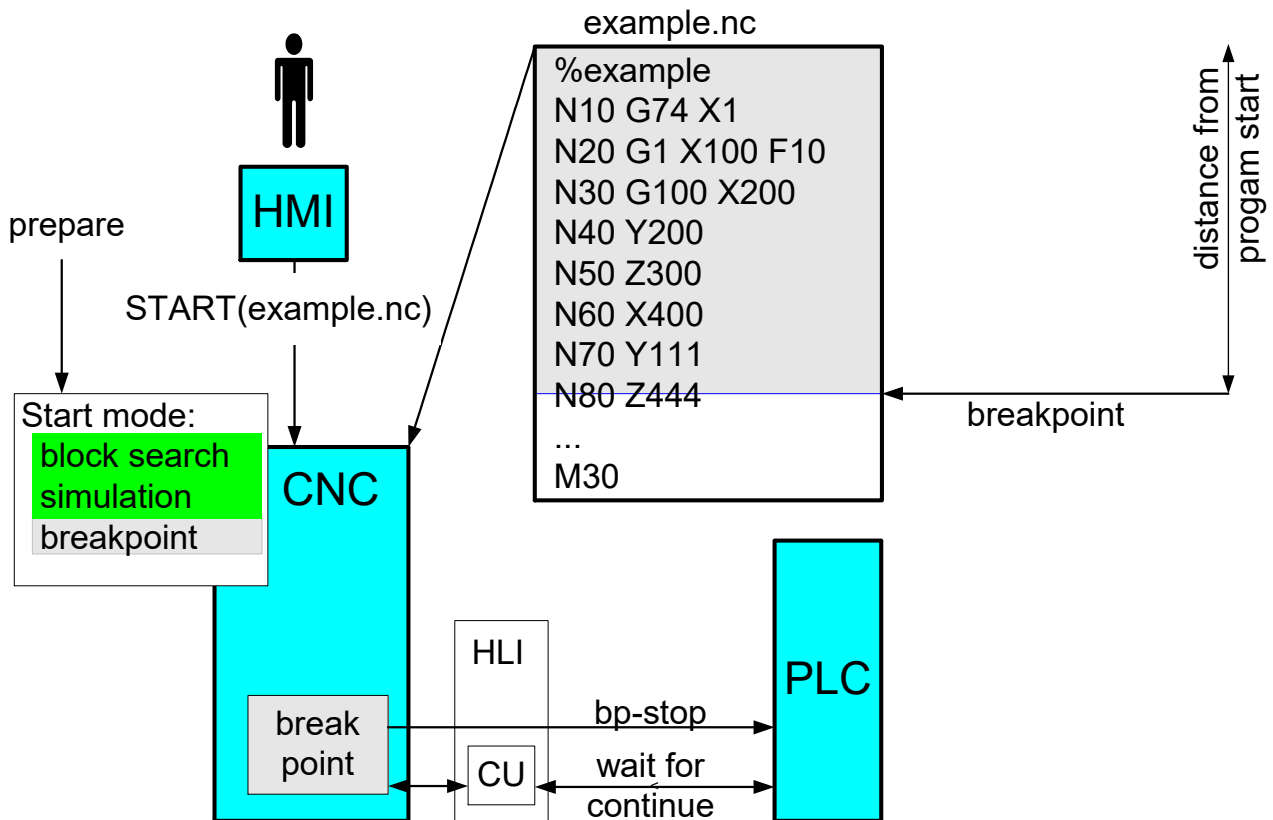 example.nc
%example
N10 G74 X1
N20 G1 X100 F10
N30 G100 X200
N40 Y200
N50 Z300
N60 X400
N70 Y111
N80 Z444
...
M30
distance from
progam start
breakpoint
HMI
prepare
START(example.nc)
Start mode:
block search
simulation
breakpoint
CNC
HLI
PLC
break
point
bp-stop
CU
wait for
continue